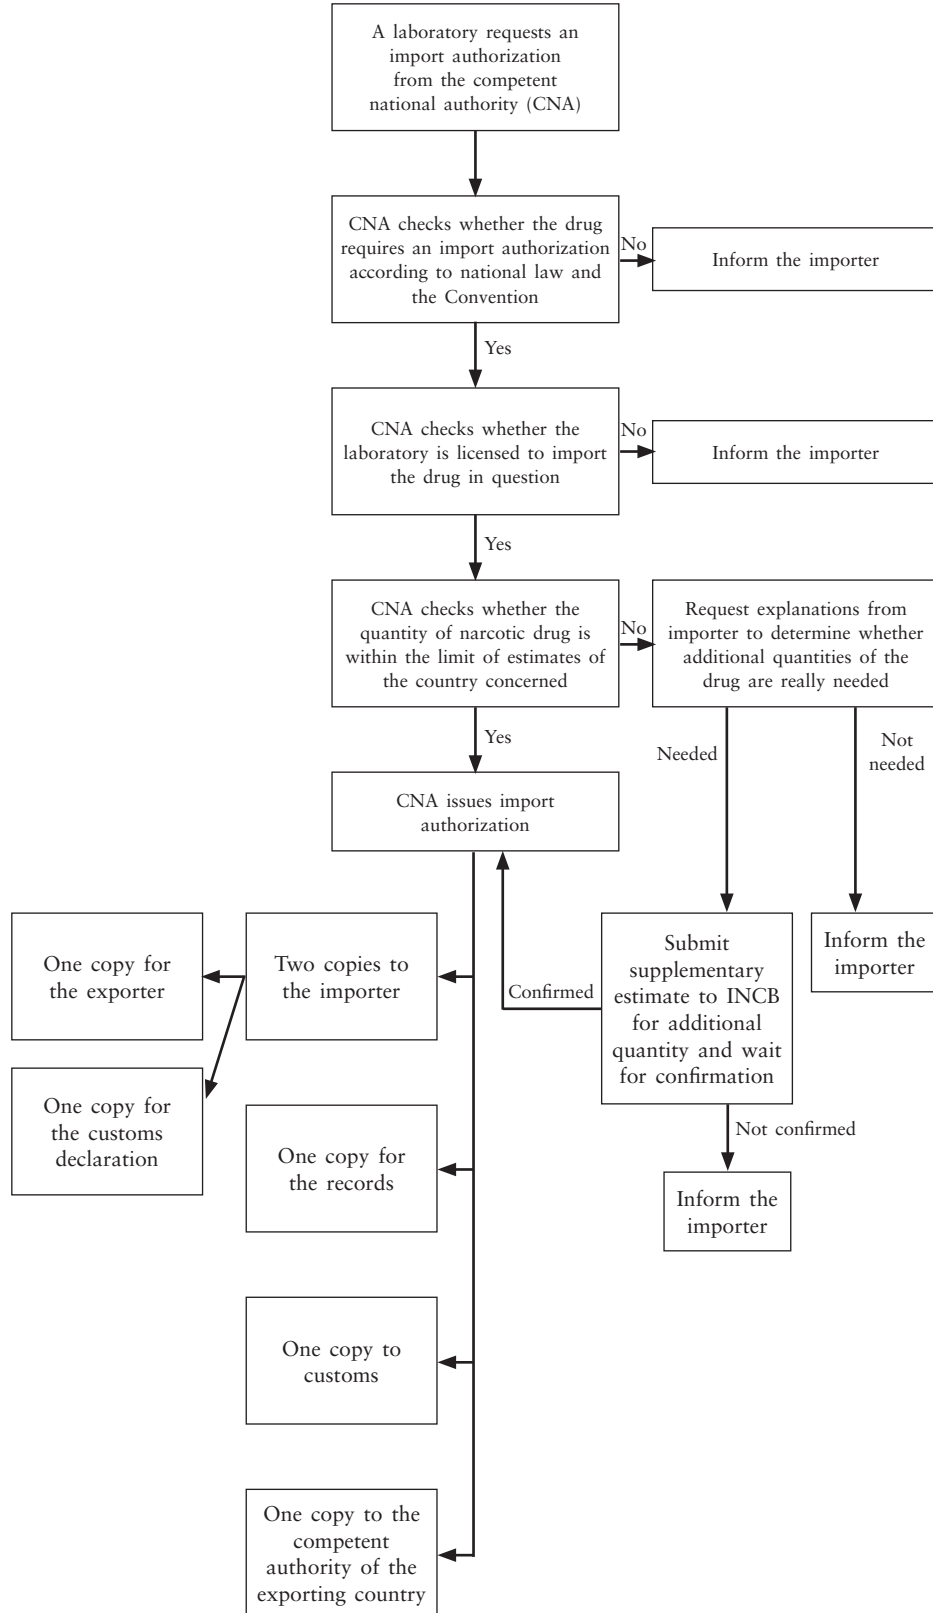 A laboratory requests an
import authorization
from the competent
national authority (CNA)
CNA checks whether the drug
requires an import authorization
according to national law and
the Convention
No
Inform the importer
Yes
CNA checks whether the
laboratory is licensed to import
the drug in question
No
Inform the importer
Yes
CNA checks whether the
quantity of narcotic drug is
within the limit of estimates of
the country concerned
No
Request explanations from
importer to determine whether
additional quantities of the
drug are really needed
Yes
Needed
Not
needed
CNA issues import
authorization
One copy for
the exporter
Two copies to
the importer
Confirmed
Submit
supplementary
estimate to INCB
for additional
quantity and wait
for confirmation
Inform the
importer
One copy for
the customs
declaration
One copy for
the records
Not confirmed
Inform the
importer
One copy to
customs
One copy to the
competent
authority of the
exporting country